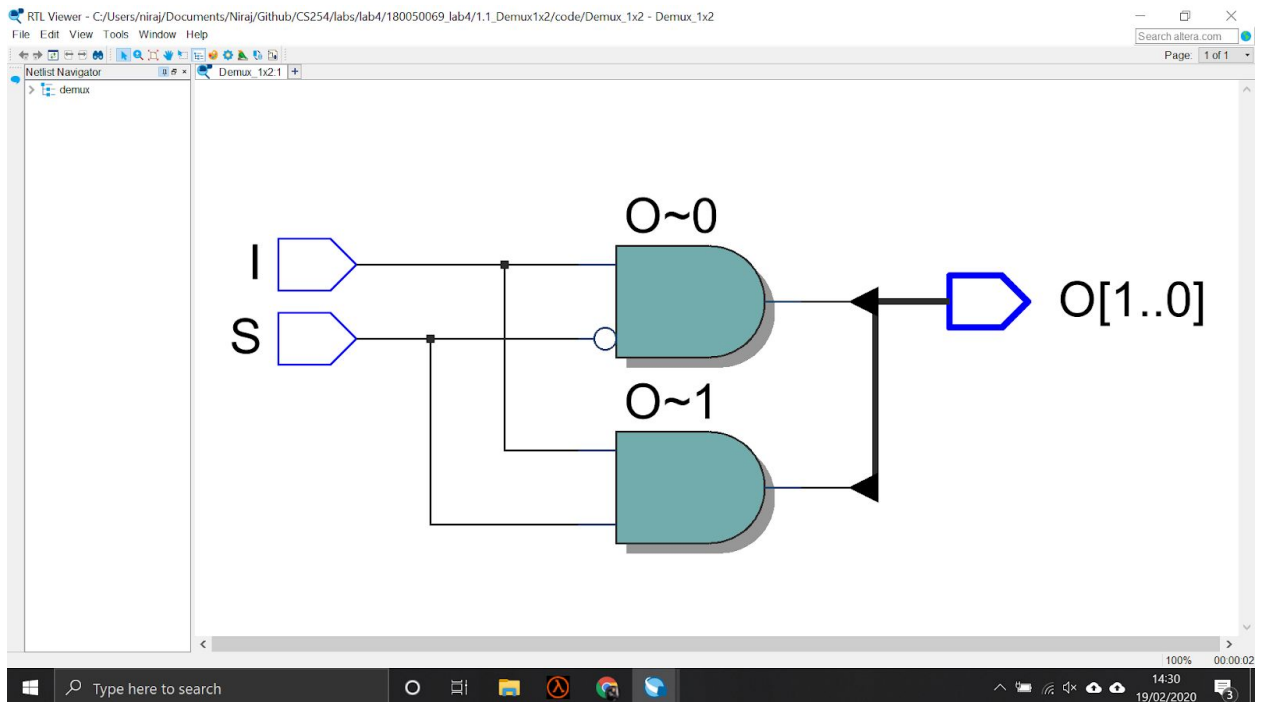 RTL Viewer - C:/Users/niraj/Documents/Niraj/Github/CS254/labs/lab4/180050069_lab4/1.1_Demux1x2/code/Demux_1x2 - Demux_1x2
File Edit View Tools Window Help
Search altera.com
Page: 1 of 1
Netlist Navigator
Demux_1x2:1
demux
O~0
I
S
O[1..0]
O~1
100% 00:00:02
Type here to search
14:30
19/02/2020
3